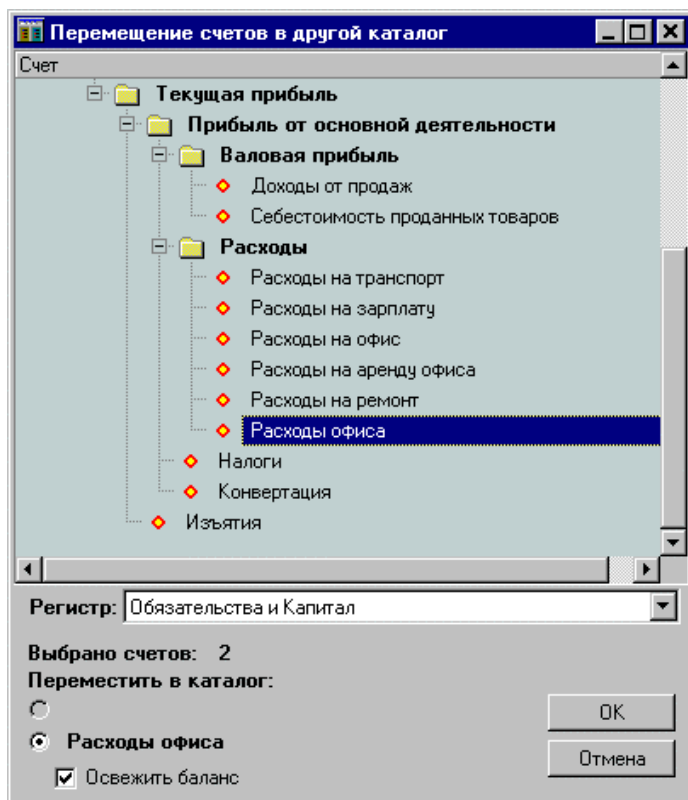 Перемещение счетов в другой каталог
Счет
Текущая прибыль
Прибыль от основной деятельности
Валовая прибыль
Доходы от продаж
Себестоимость проданных товаров
Расходы
Расходы на транспорт
Расходы на зарплату
Расходы на офис
Расходы на аренду офиса
Расходы на ремонт
Расходы офиса
Налоги
Конвертация
Изъятия
Регистр: Обязательства и Капитал
Выбрано счетов: 2
Переместить в каталог:
OK
Расходы офиса
Отмена
Освежить баланс